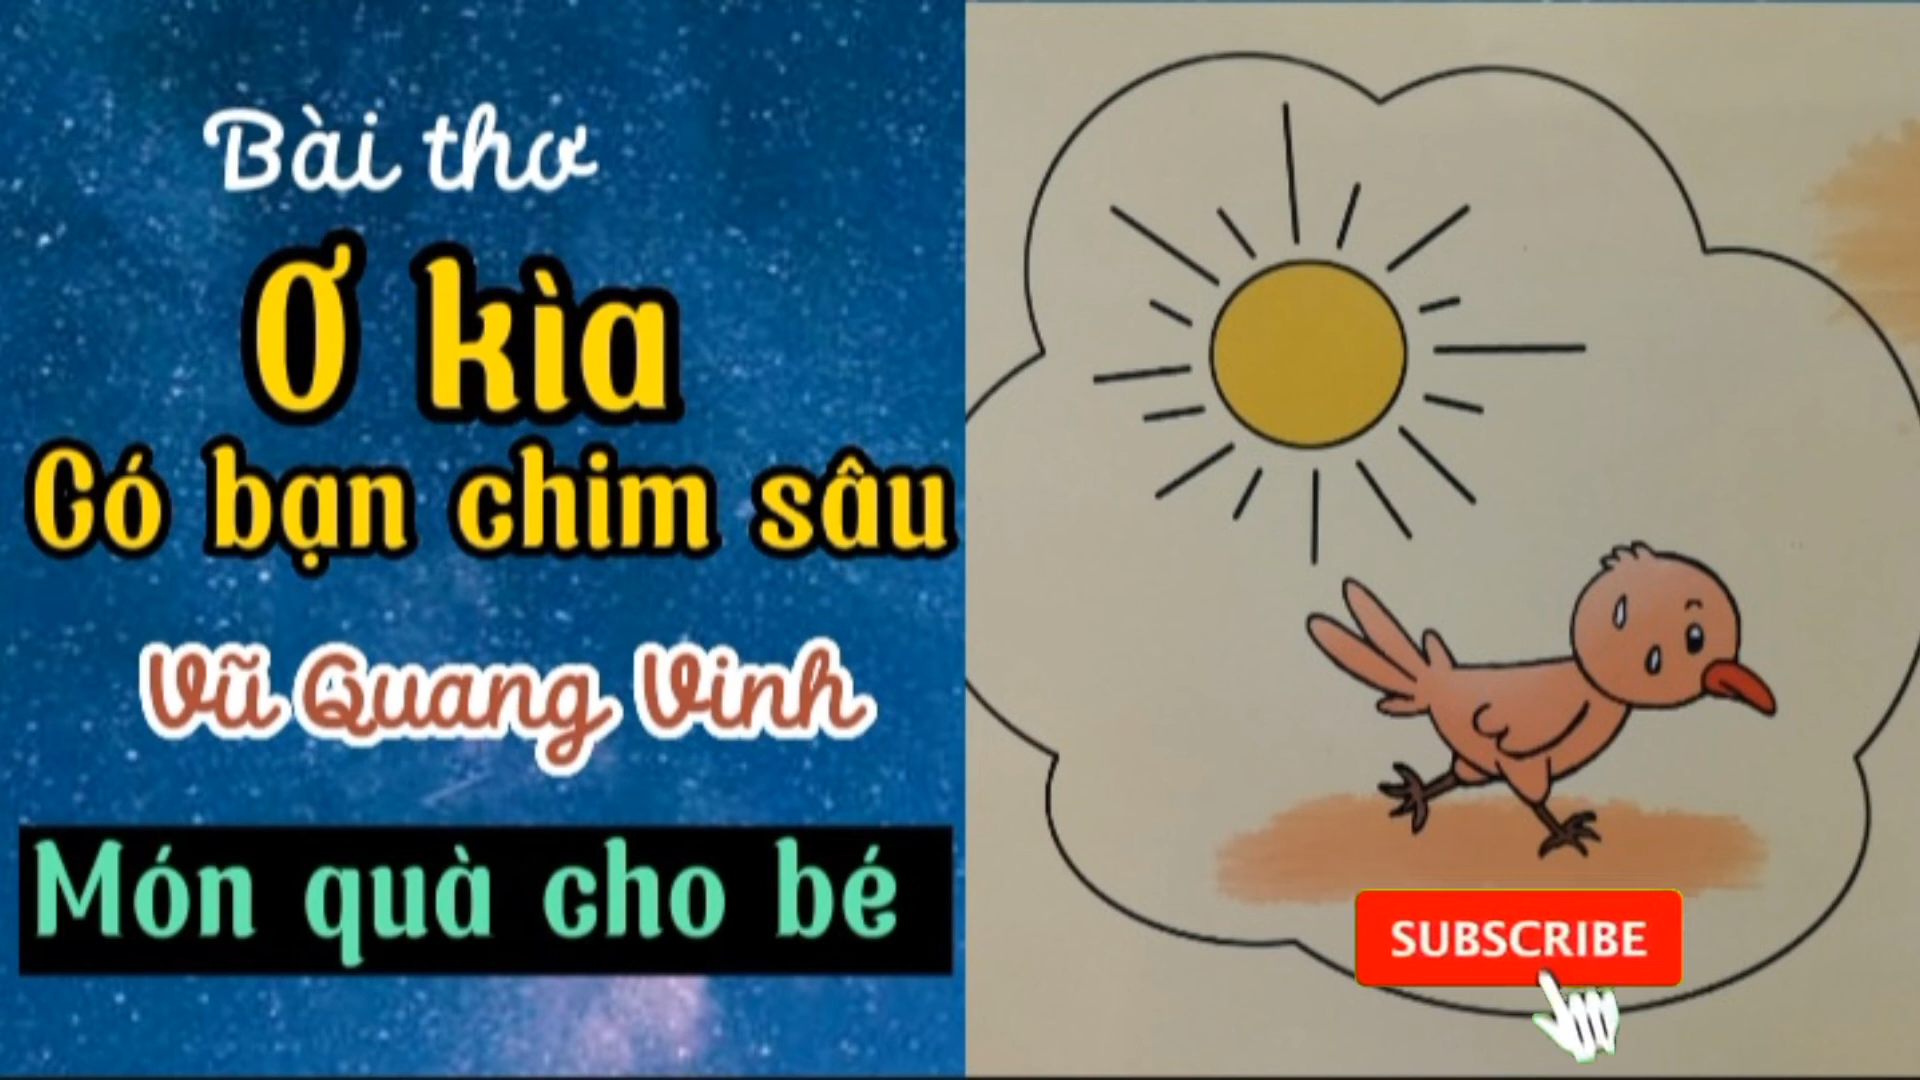 Bài thơ
Ơ kìa
Có bạn chim sâu
Vũ Quang Vinh
Món quà cho bé
SUBSCRIBE